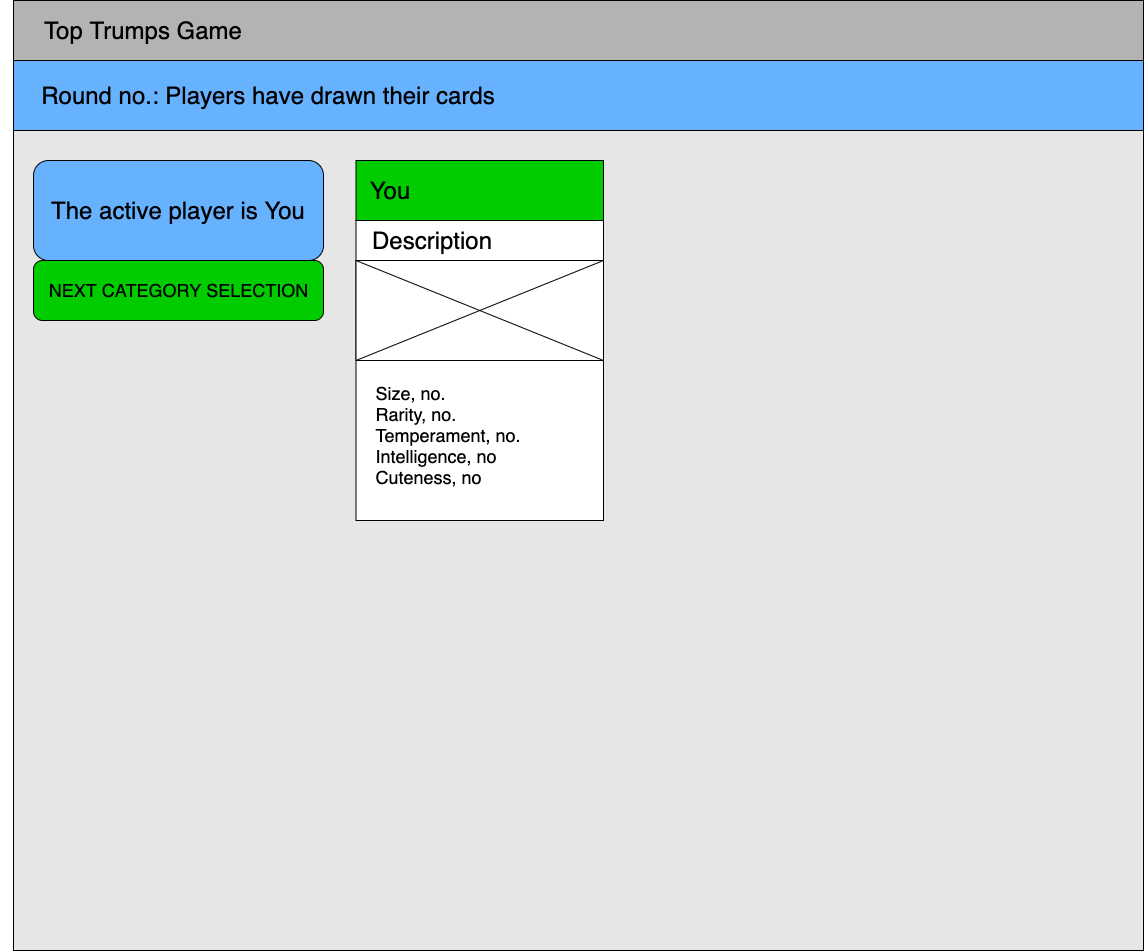 Top Trumps Game
Round no.: Players have drawn their cards
The active player is You
NEXT CATEGORY SELECTION
You
Description
Size, no.
Rarity, no.
Temperament, no.
Intelligence, no
Cuteness, no